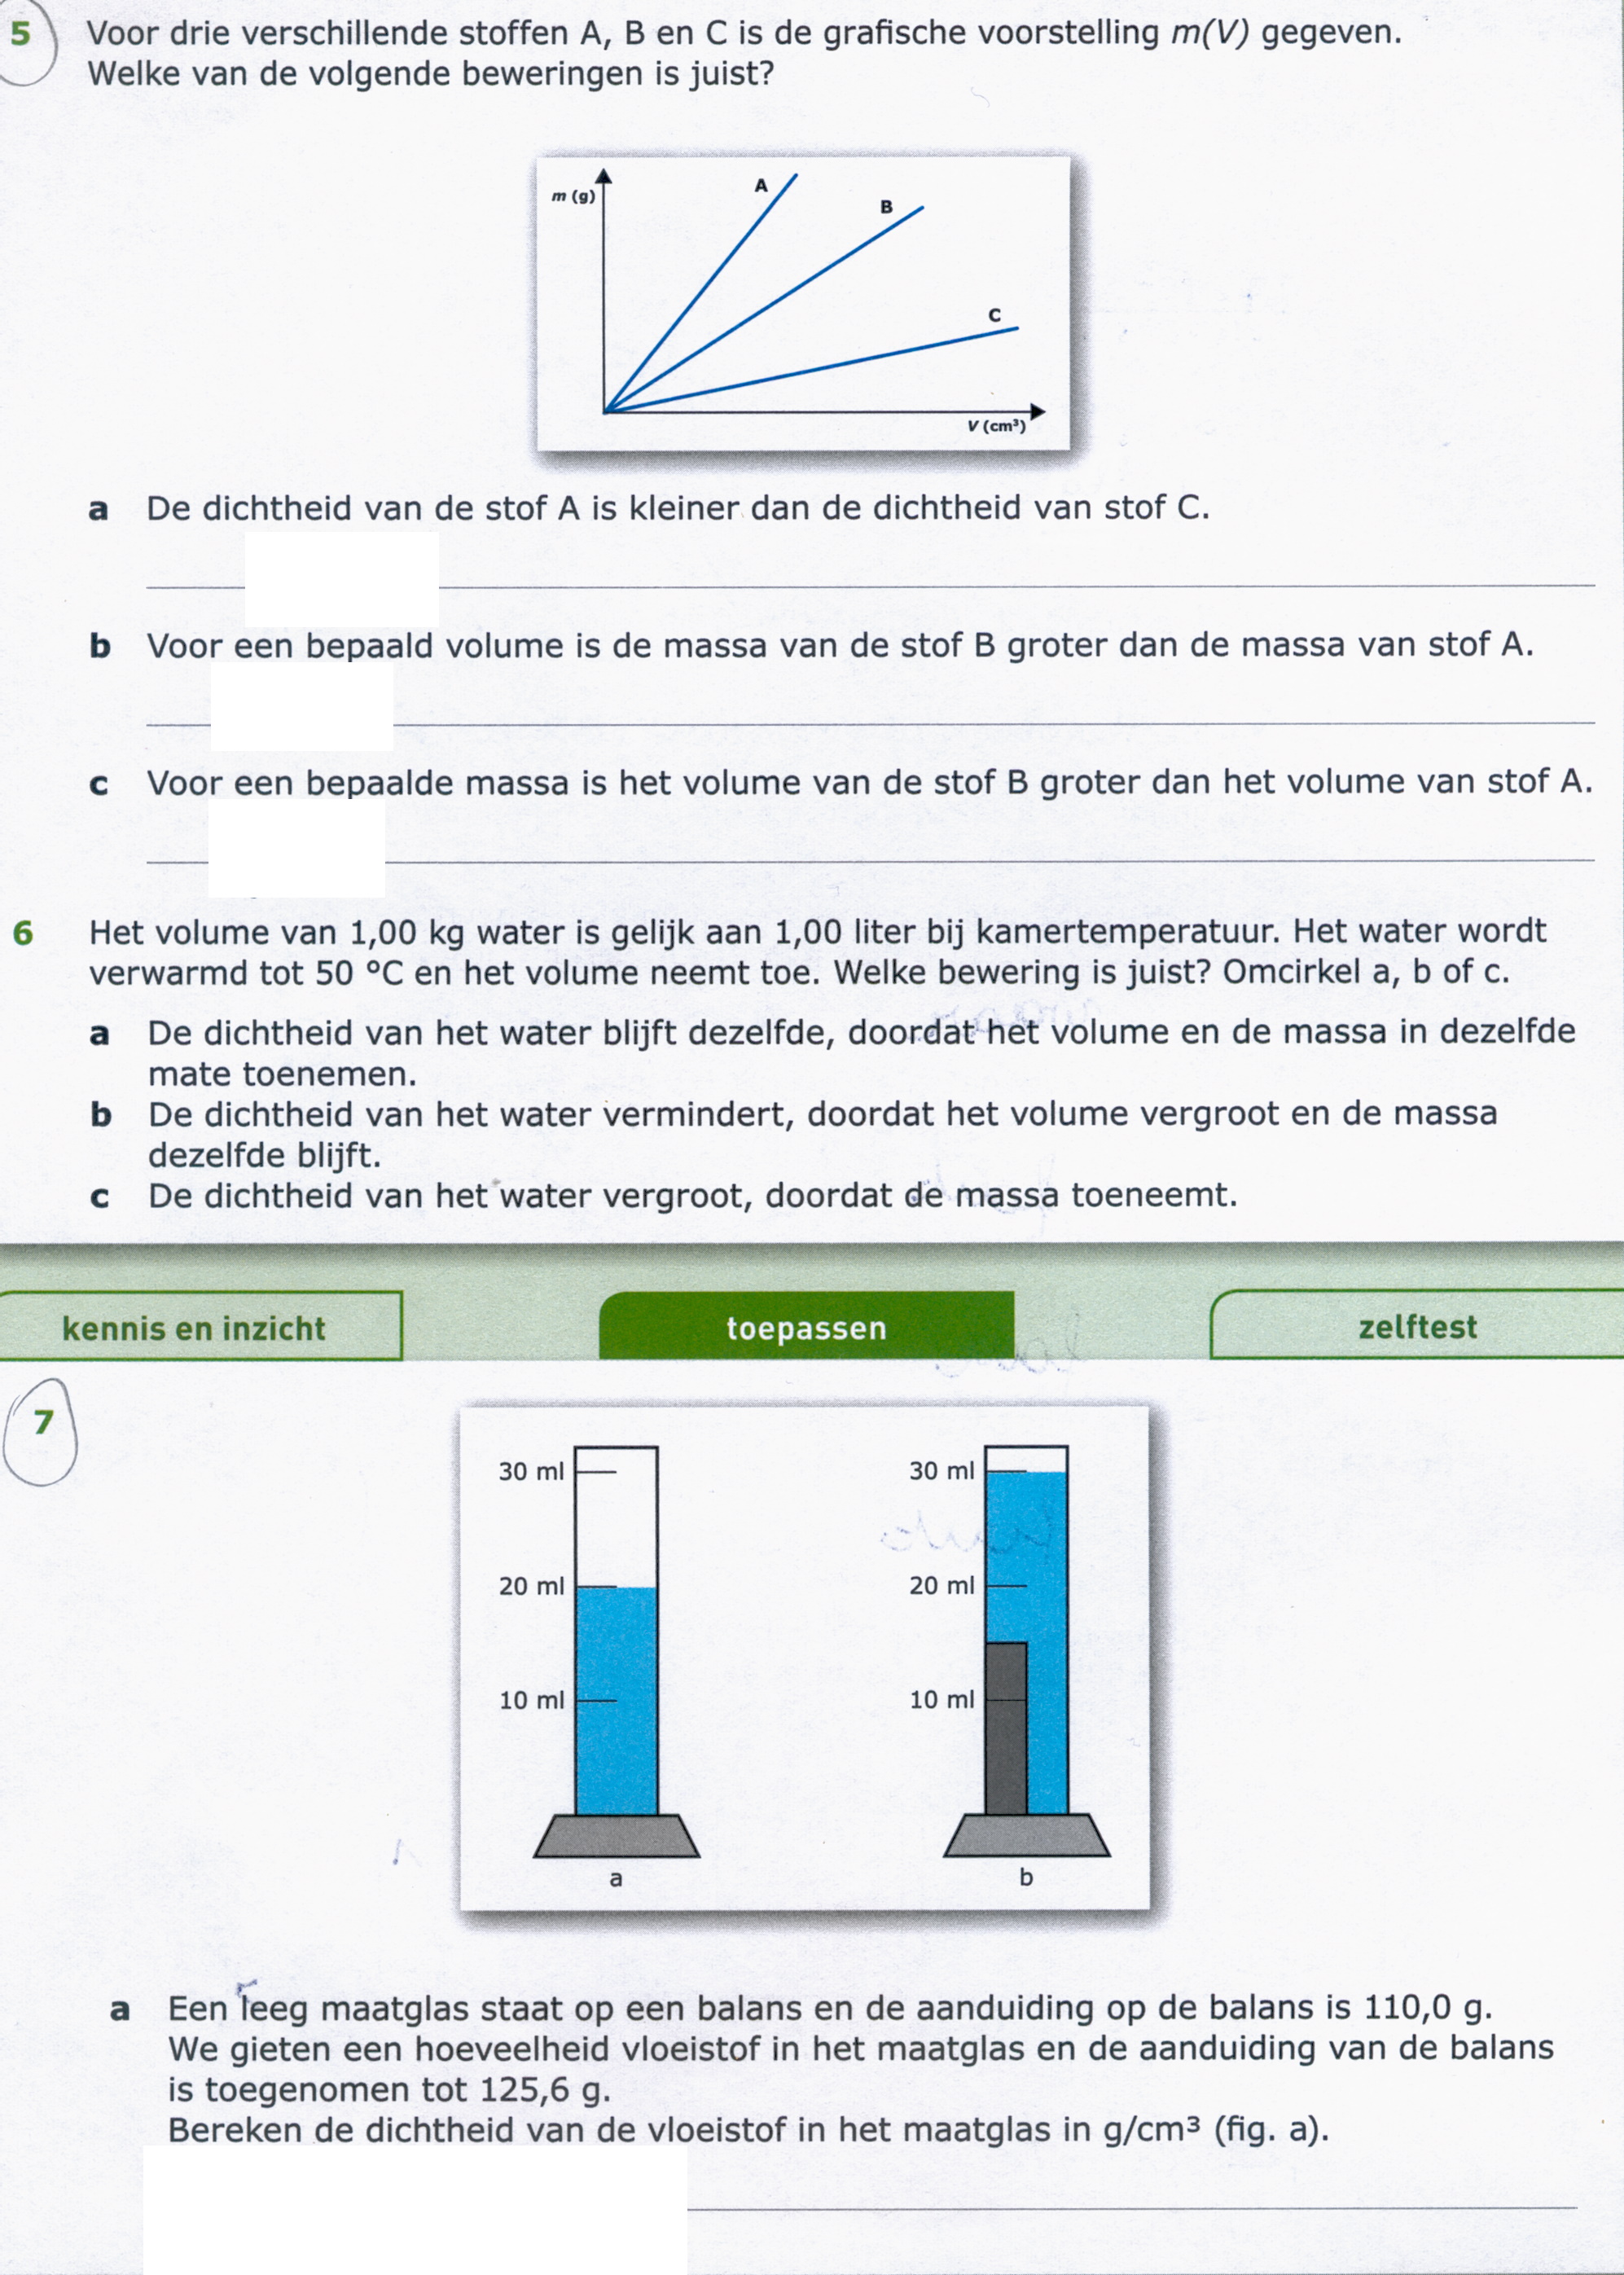 5 Voor drie verschillende stoffen A, B en C is de grafische voorstelling m(V) gegeven.
Welke van de volgende beweringen is juist?
m (g)
A
B
C
V (cm³)
a De dichtheid van de stof A is kleiner dan de dichtheid van stof C.
b Voor een bepaald volume is de massa van de stof B groter dan de massa van stof A.
c Voor een bepaalde massa is het volume van de stof B groter dan het volume van stof A.
6 Het volume van 1,00 kg water is gelijk aan 1,00 liter bij kamertemperatuur. Het water wordt
verwarmd tot 50 °C en het volume neemt toe. Welke bewering is juist? Omcirkel a, b of c.
a De dichtheid van het water blijft dezelfde, doordat het volume en de massa in dezelfde
mate toenemen.
b De dichtheid van het water vermindert, doordat het volume vergroot en de massa
dezelfde blijft.
c De dichtheid van het water vergroot, doordat de massa toeneemt.
kennis en inzicht toepassen zelftest
7
30 ml 30 ml
20 ml 20 ml
10 ml 10 ml
a b
a Een leeg maatglas staat op een balans en de aanduiding op de balans is 110,0 g.
We gieten een hoeveelheid vloeistof in het maatglas en de aanduiding van de balans
is toegenomen tot 125,6 g.
Bereken de dichtheid van de vloeistof in het maatglas in g/cm³ (fig. a).